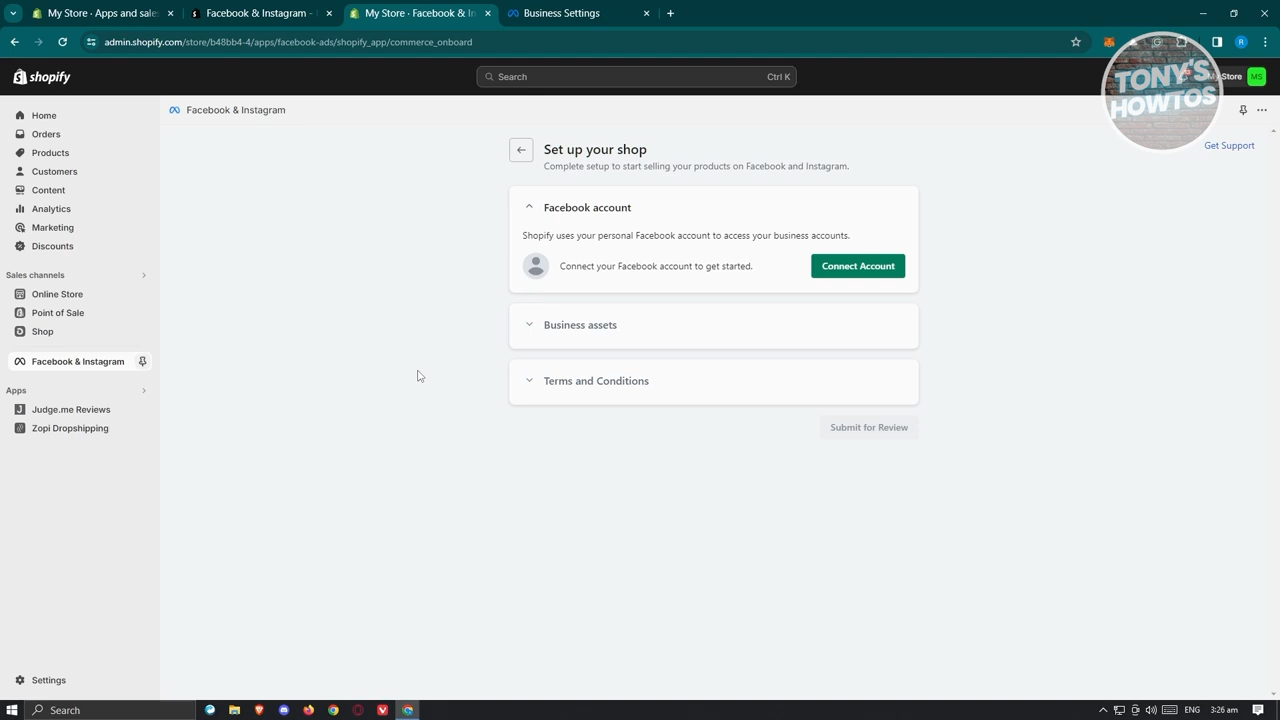 My Store · Apps and sales
Facebook & Instagram -
My Store · Facebook & In
Business Settings
admin.shopify.com/store/b48bb4-4/apps/facebook-ads/shopify_app/commerce_onboard
R
shopify
Search
Ctrl K
My Store
MS
TONY'S
HOWTOS
Facebook & Instagram
Get Support
Home
Orders
Products
Customers
Content
Analytics
Marketing
Discounts
Sales channels
Online Store
Point of Sale
Shop
Facebook & Instagram
Apps
Judge.me Reviews
Zopi Dropshipping
Settings
Set up your shop
Complete setup to start selling your products on Facebook and Instagram.
Facebook account
Shopify uses your personal Facebook account to access your business accounts.
Connect your Facebook account to get started.
Connect Account
Business assets
Terms and Conditions
Submit for Review
Search
ENG
3:26 am